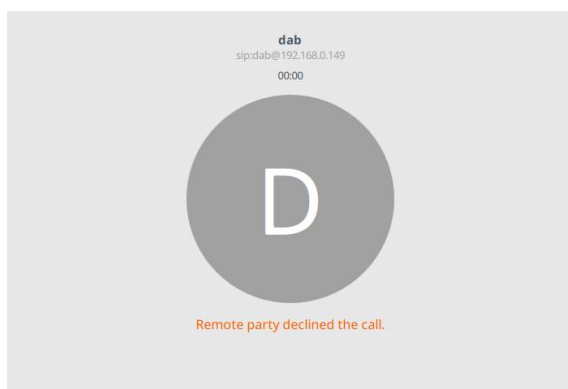 dab
sip:dab@192.168.0.149
00:00
D
Remote party declined the call.